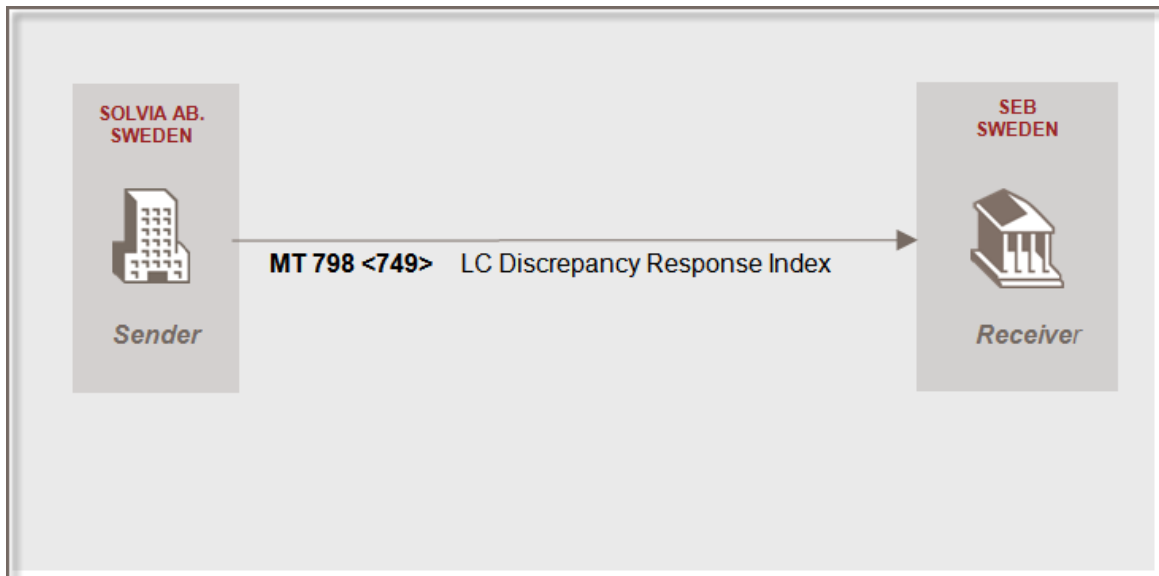 SOLVIA AB.
SWEDEN
SEB
SWEDEN
MT 798 <749> LC Discrepancy Response Index
Sender
Receiver